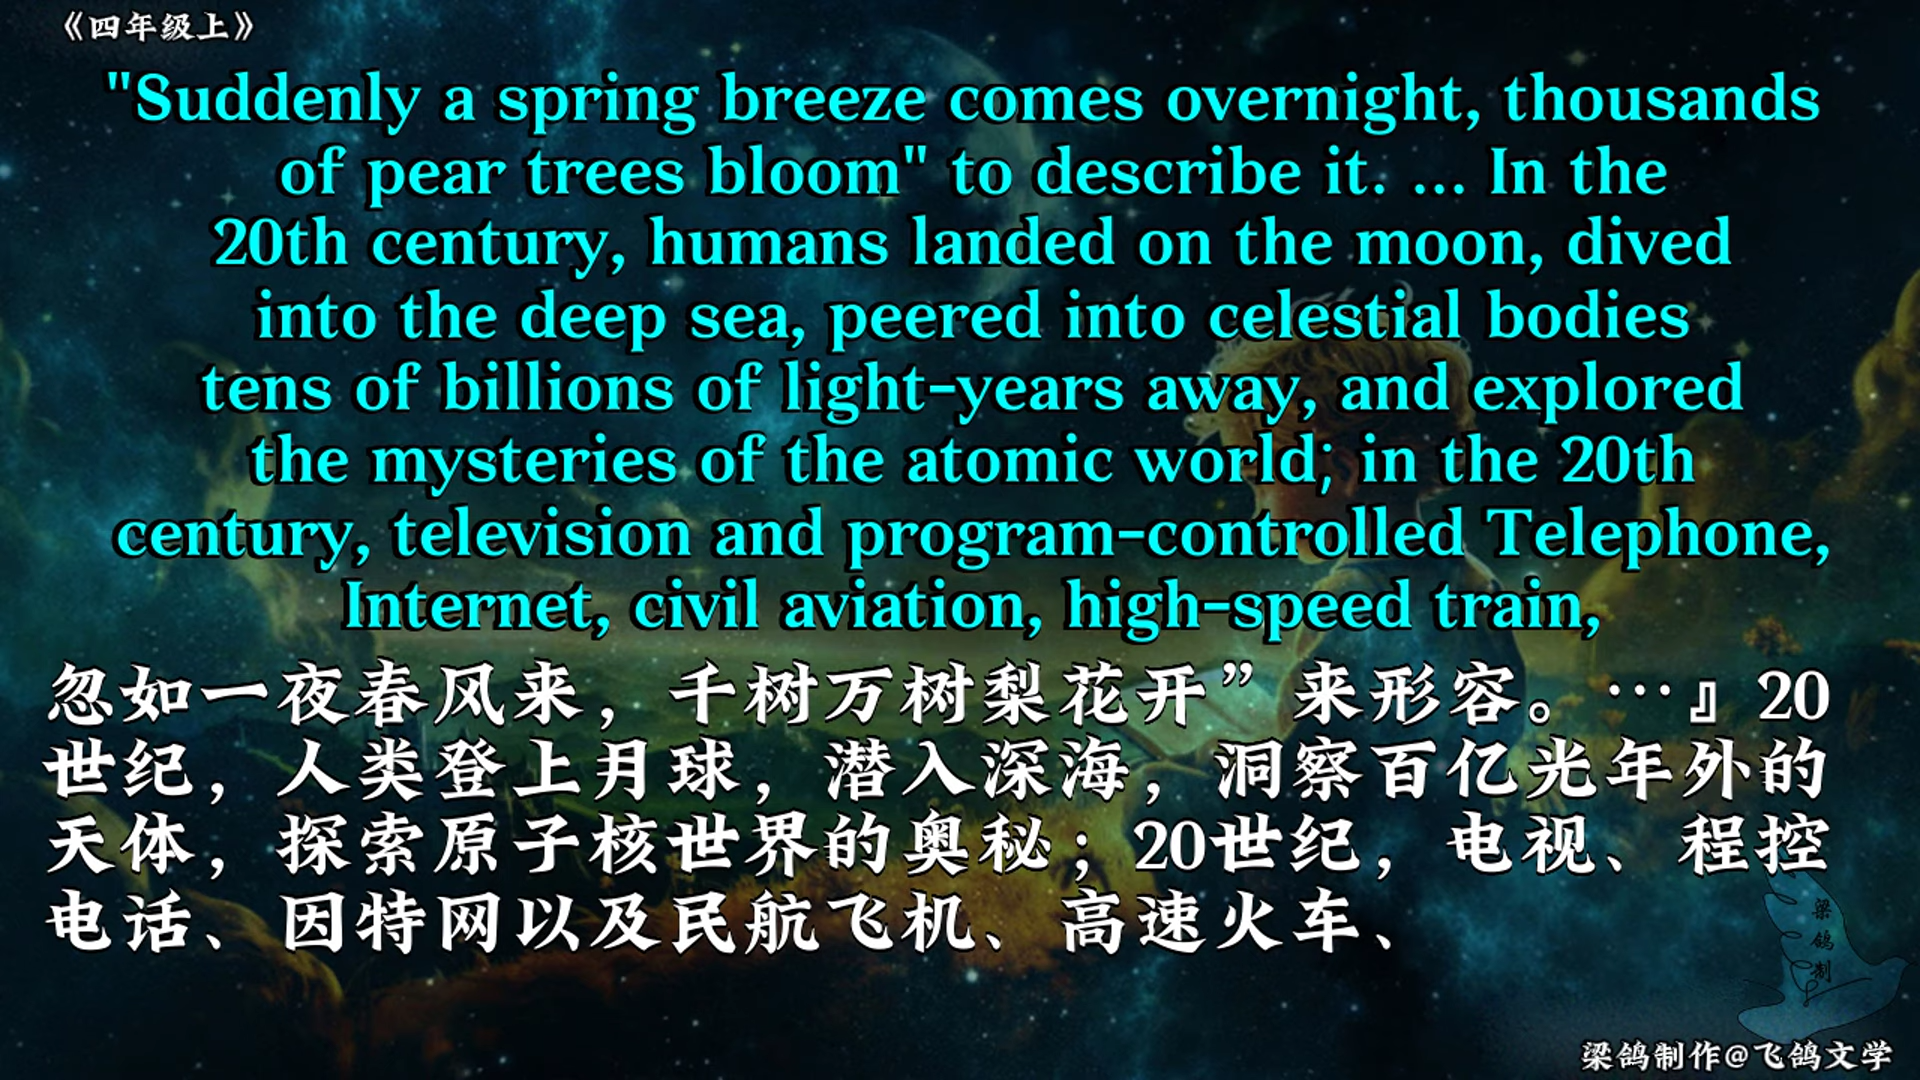 《四年级上》
"Suddenly a spring breeze comes overnight, thousands
of pear trees bloom" to describe it. ... In the
20th century, humans landed on the moon, dived
into the deep sea, peered into celestial bodies
tens of billions of light-years away, and explored
the mysteries of the atomic world; in the 20th
century, television and program-controlled Telephone,
Internet, civil aviation, high-speed train,
忽如一夜春风来，千树万树梨花开”来形容。…』20
世纪，人类登上月球，潜入深海，洞察百亿光年外的
天体，探索原子核世界的奥秘；20世纪，电视、程控
电话、因特网以及民航飞机、高速火车、
梁鸽制
梁鸽制作@飞鸽文学